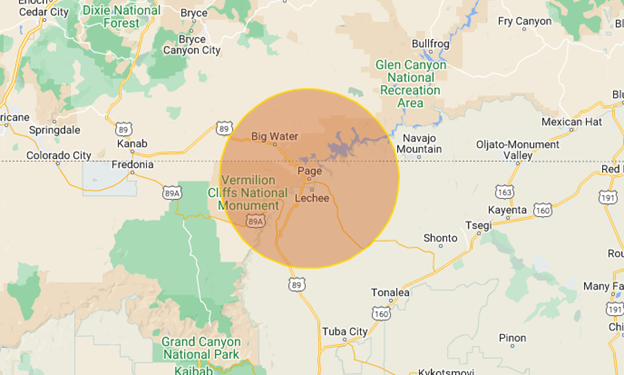 Enoch
Cedar City
Dixie National
Forest
Bryce
Bryce
Canyon City
Fry Canyon
Bullfrog
Glen Canyon
National
Recreation
Area
ricane
Springdale
89
Kanab
89
Big Water
Navajo
Mountain
Mexican Hat
Blu
Oljato-Monument
Valley
Colorado City
Fredonia
Page
Red M
89A
Vermilion
Cliffs National
Monument
Lechee
89A
163
160
191
Kayenta
Tsegi
Shonto
Rou
89
Tonalea
160
Many Fa
191
Chi
Tuba City
Pinon
Grand Canyon
National Park
Kaibab
Kykotsmovi